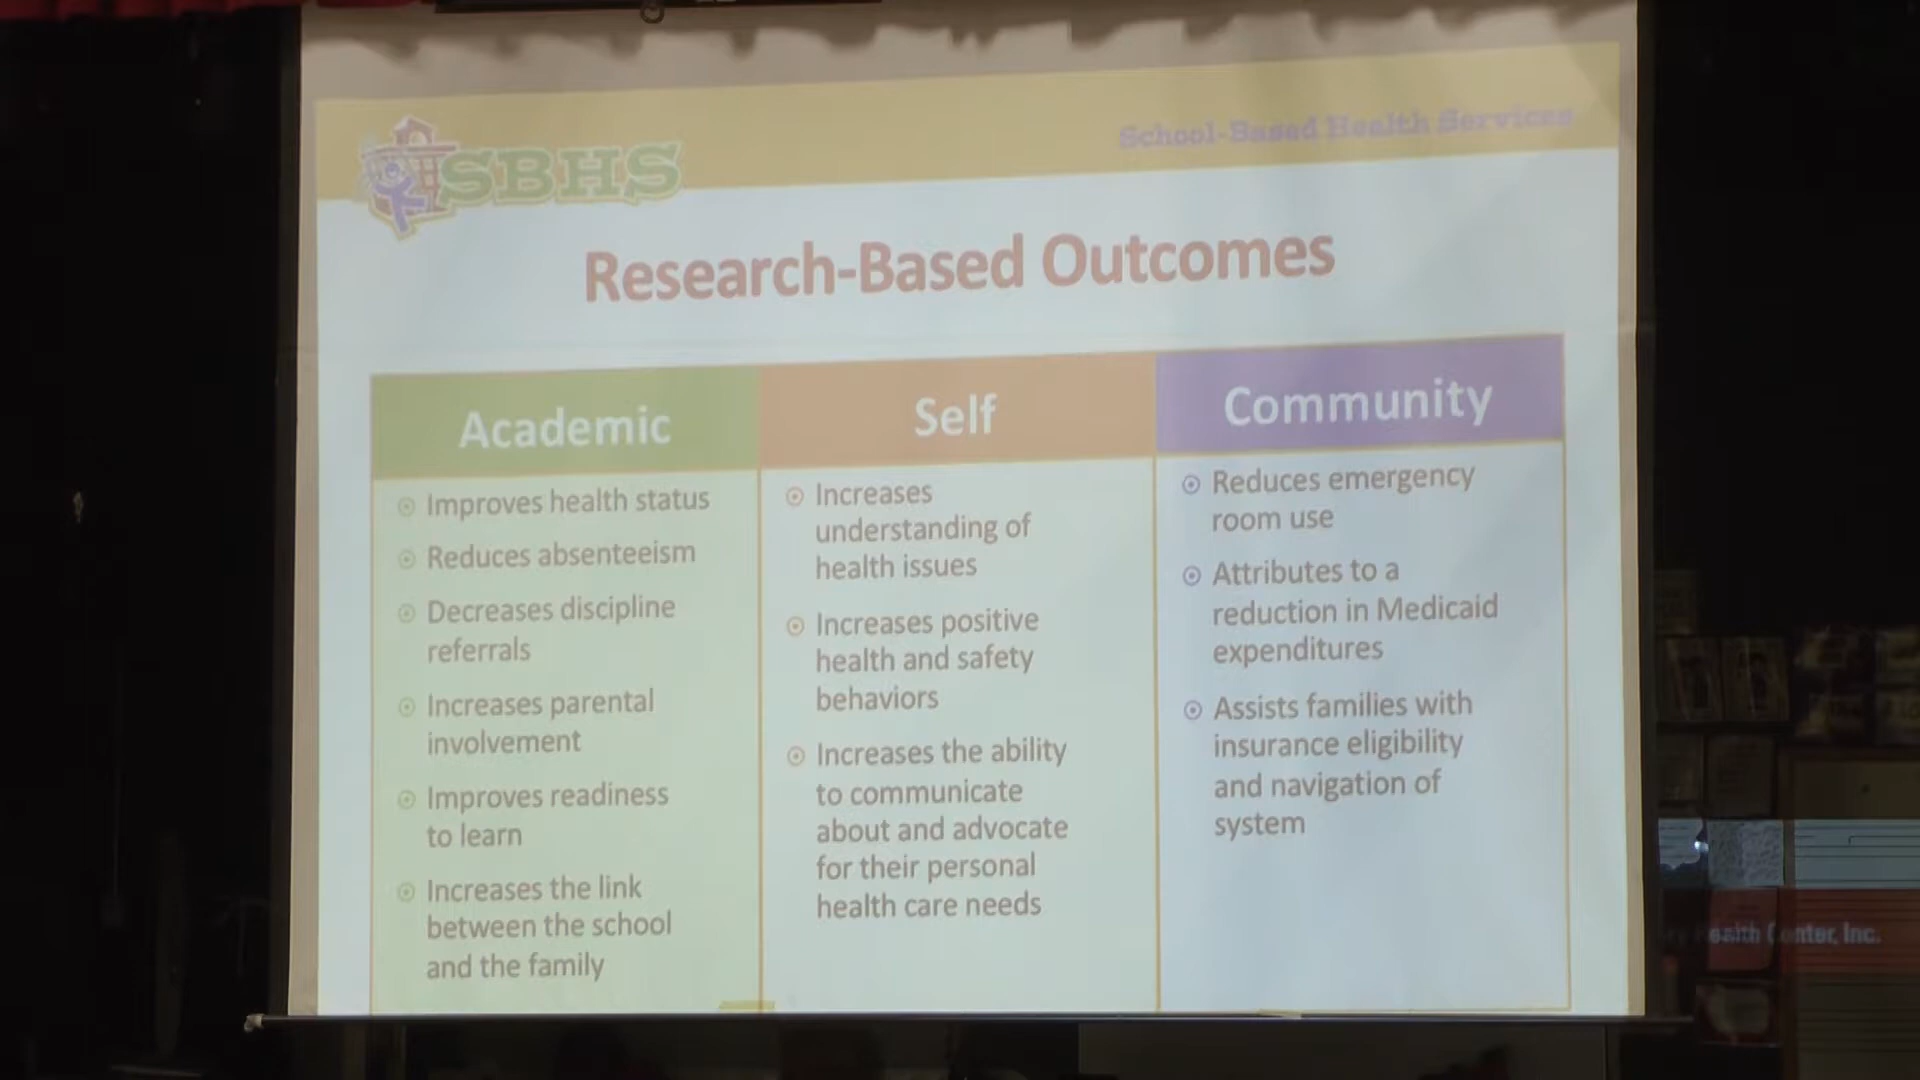 SBHS
School-Based Health Services
Research-Based Outcomes
Academic
Improves health status
Reduces absenteeism
Decreases discipline
referrals
Increases parental
involvement
Improves readiness
to learn
Increases the link
between the school
and the family
Self
Increases
understanding of
health issues
Increases positive
health and safety
behaviors
Increases the ability
to communicate
about and advocate
for their personal
health care needs
Community
Reduces emergency
room use
Attributes to a
reduction in Medicaid
expenditures
Assists families with
insurance eligibility
and navigation of
system
Health Center, Inc.